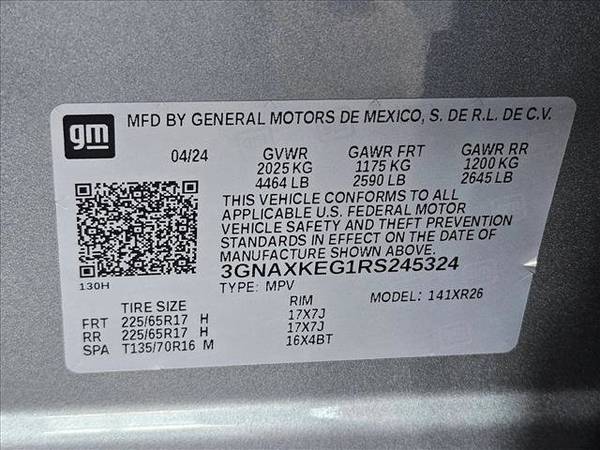 gm
MFD BY GENERAL MOTORS DE MEXICO, S. DE R.L. DE C.V.
04/24 GVWR GAWR FRT GAWR RR
2025 KG 1175 KG 1200 KG
4464 LB 2590 LB 2645 LB
THIS VEHICLE CONFORMS TO ALL
APPLICABLE U.S. FEDERAL MOTOR
VEHICLE SAFETY AND THEFT PREVENTION
STANDARDS IN EFFECT ON THE DATE
OF MANUFACTURE SHOWN ABOVE.
3GNAXKEG1RS245324
130H
TYPE: MPV MODEL: 141XR26
TIRE SIZE RIM
FRT 225/65R17 H 17X7J
RR 225/65R17 H 17X7J
SPA T135/70R16 M 16X4BT